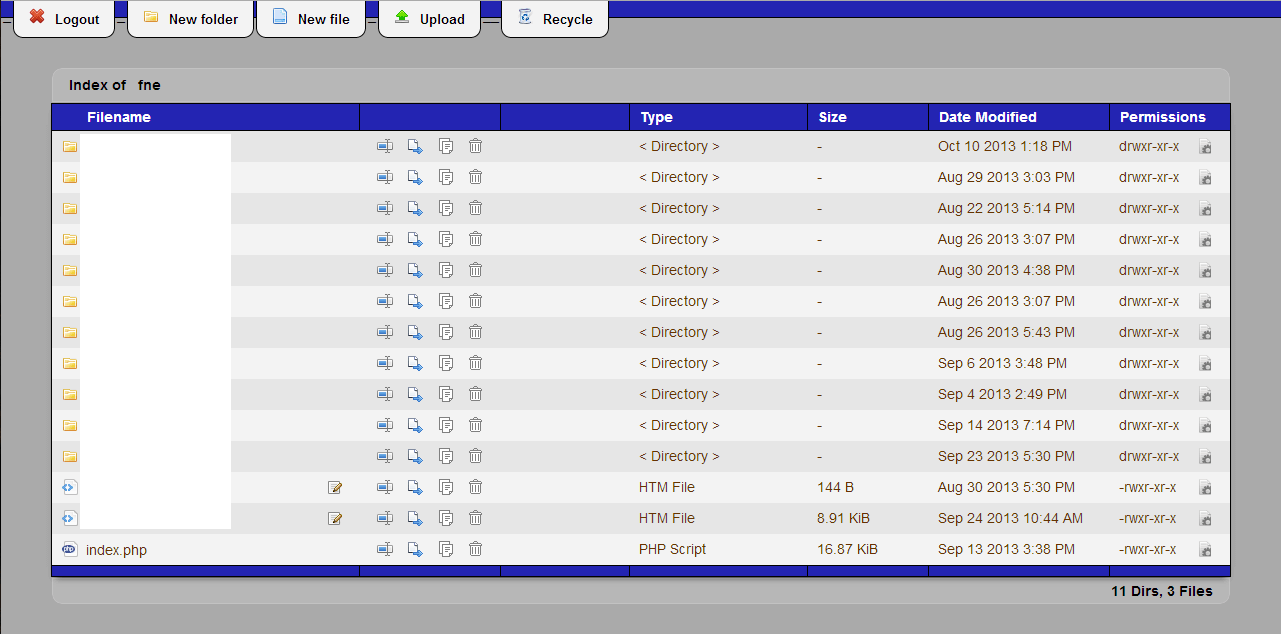 Logout New folder New file Upload Recycle
Index of fne
Filename Type Size Date Modified Permissions
< Directory > - Oct 10 2013 1:18 PM drwxr-xr-x
< Directory > - Aug 29 2013 3:03 PM drwxr-xr-x
< Directory > - Aug 22 2013 5:14 PM drwxr-xr-x
< Directory > - Aug 26 2013 3:07 PM drwxr-xr-x
< Directory > - Aug 30 2013 4:38 PM drwxr-xr-x
< Directory > - Aug 26 2013 3:07 PM drwxr-xr-x
< Directory > - Aug 26 2013 5:43 PM drwxr-xr-x
< Directory > - Sep 6 2013 3:48 PM drwxr-xr-x
< Directory > - Sep 4 2013 2:49 PM drwxr-xr-x
< Directory > - Sep 14 2013 7:14 PM drwxr-xr-x
< Directory > - Sep 23 2013 5:30 PM drwxr-xr-x
HTM File 144 B Aug 30 2013 5:30 PM -rwxr-xr-x
HTM File 8.91 KiB Sep 24 2013 10:44 AM -rwxr-xr-x
php index.php PHP Script 16.87 KiB Sep 13 2013 3:38 PM -rwxr-xr-x
11 Dirs, 3 Files